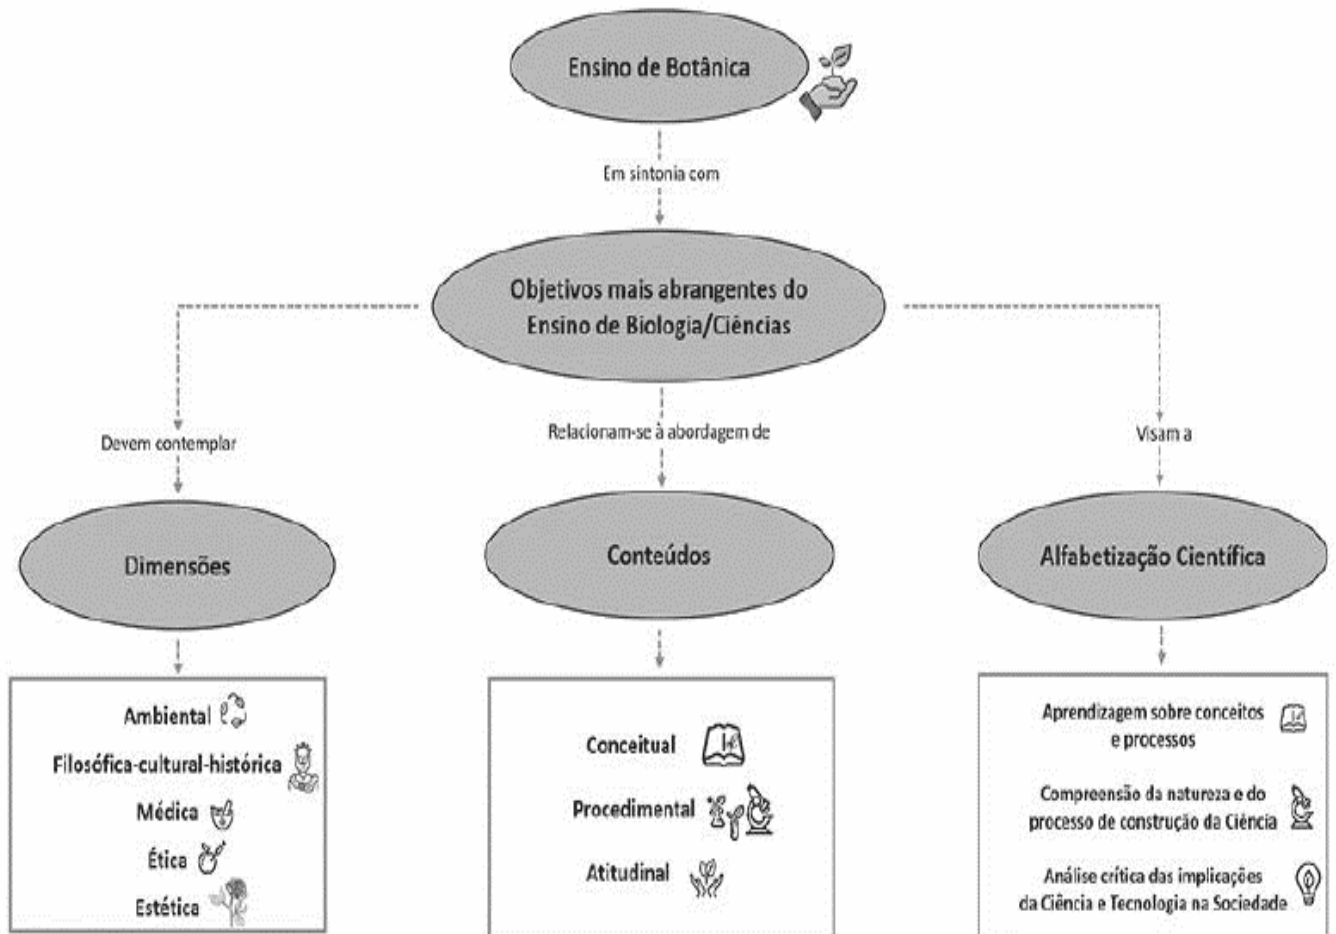 Ensino de Botânica
Em sintonia com
Objetivos mais abrangentes do
Ensino de Biologia/Ciências
Devem contemplar
Relacionam-se à abordagem de
Visam a
Dimensões
Conteúdos
Alfabetização Científica
Ambiental
Filosófica-cultural-histórica
Médica
Ética
Estética
Conceitual
Procedimental
Atitudinal
Aprendizagem sobre conceitos
e processos
Compreensão da natureza e do
processo de construção da Ciência
Análise crítica das implicações
da Ciência e Tecnologia na Sociedade